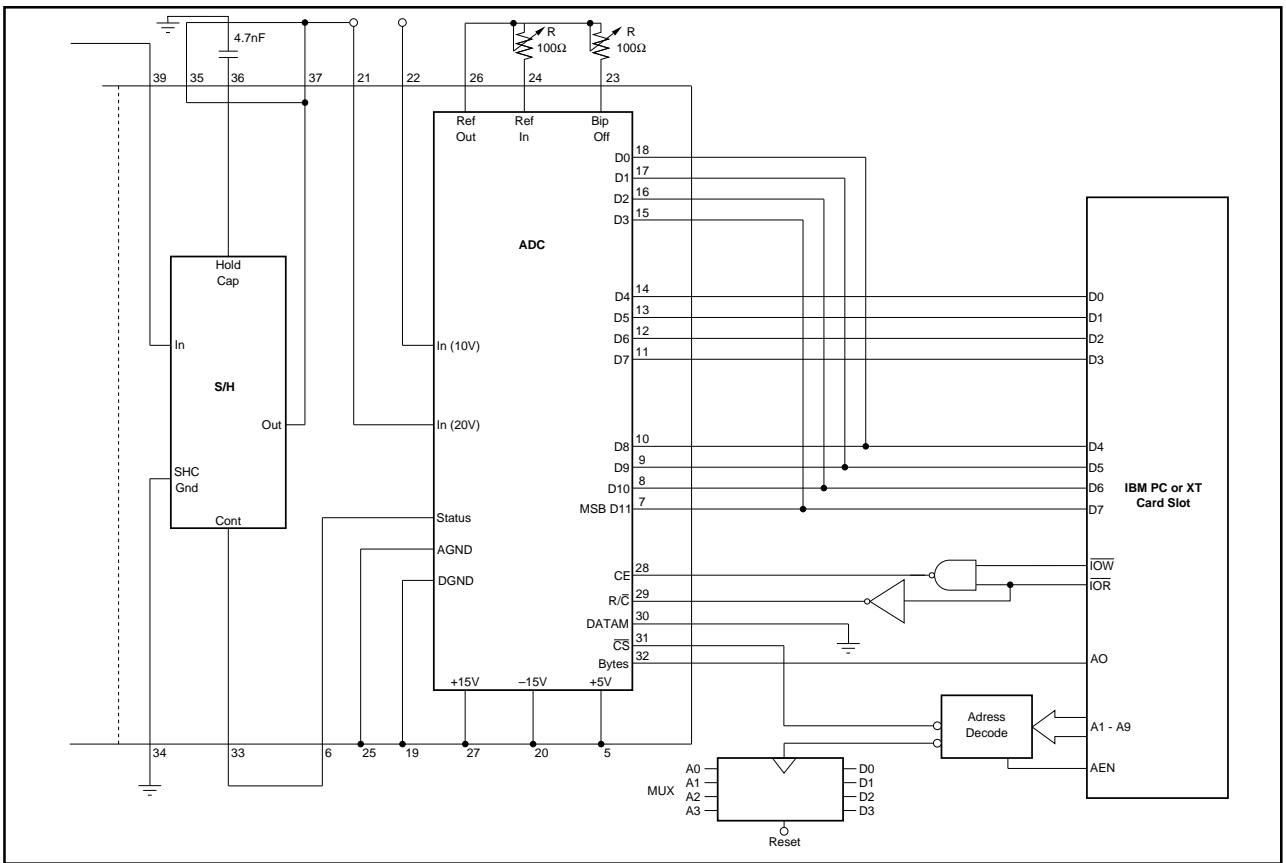 4.7nF
R
100Ω
R
100Ω
39 35 36 37 21 22 26 24 23
Ref Out
Ref In
Bip Off
D0 18
D1 17
D2 16
D3 15
ADC
Hold Cap
D4 14 D0
D5 13 D1
D6 12 D2
D7 11 D3
In
In (10V)
S/H
Out
In (20V)
D8 10 D4
D9 9 D5
D10 8 D6
MSB D11 7 D7
IBM PC or XT
Card Slot
SHC
Gnd
Cont
Status
AGND
DGND
CE 28
R/C̅ 29
DATAM 30
C̅S̅ 31
Bytes 32
I̅O̅W̅
I̅O̅R̅
AO
+15V –15V +5V
Adress
Decode
A1 - A9
AEN
34 33 6 25 19 27 20 5
MUX
A0 D0
A1 D1
A2 D2
A3 D3
Reset